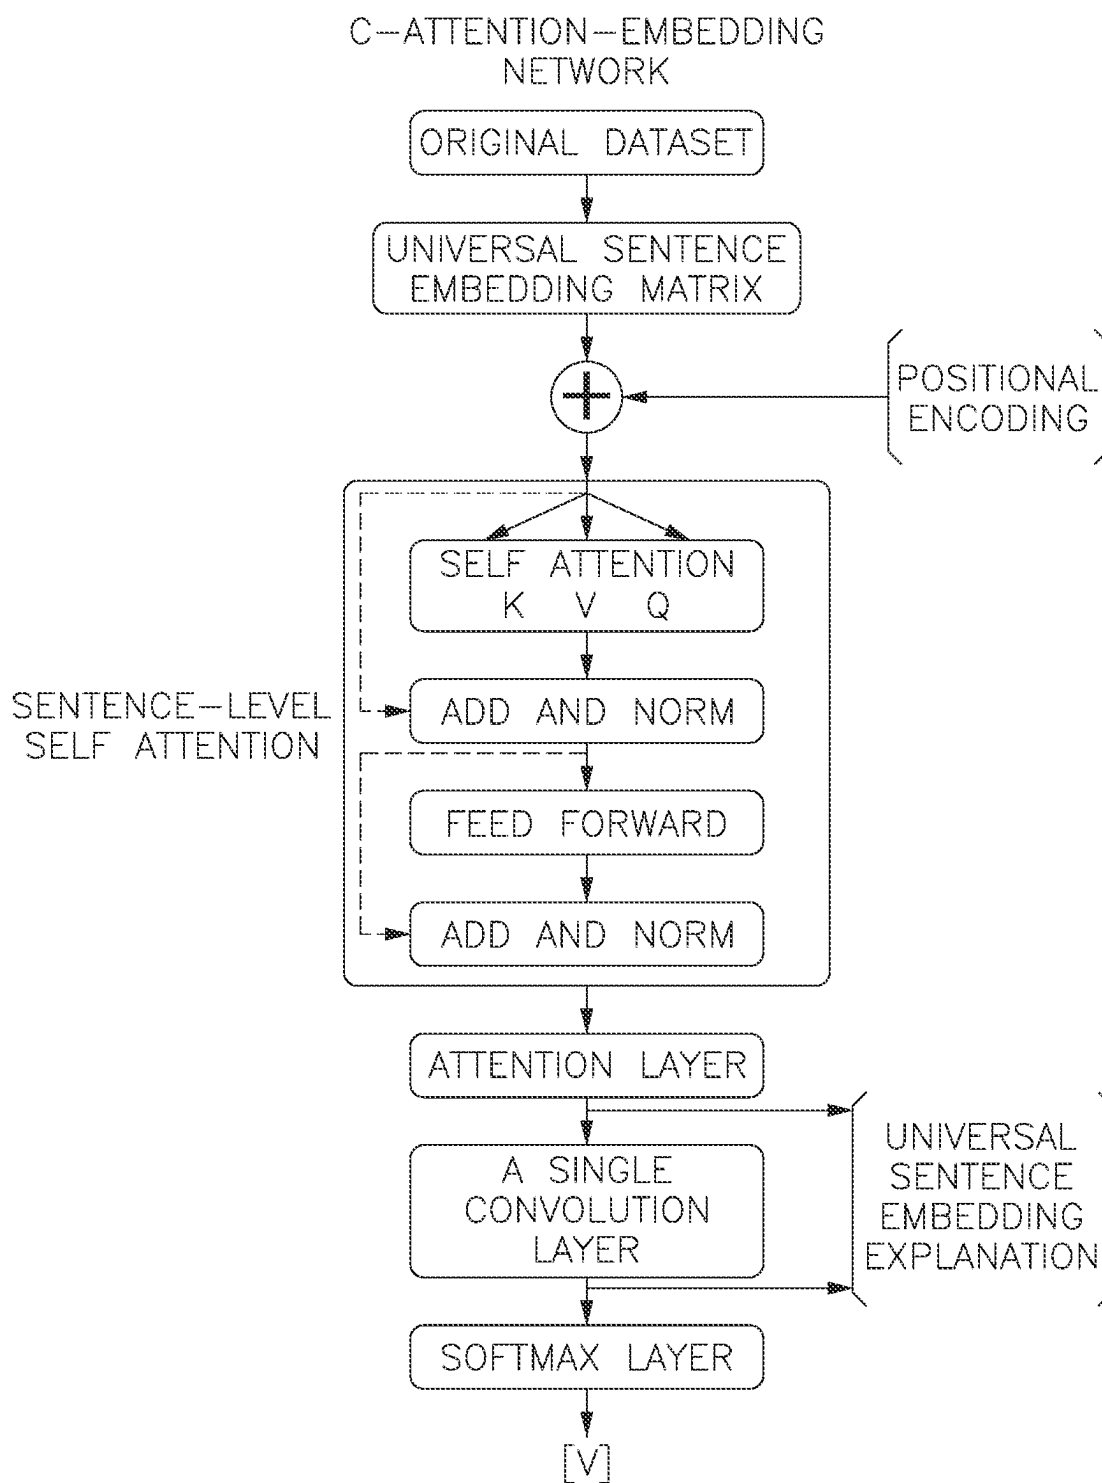 C-ATTENTION-EMBEDDING
NETWORK
ORIGINAL DATASET
UNIVERSAL SENTENCE
EMBEDDING MATRIX
POSITIONAL
ENCODING
SELF ATTENTION
K V Q
SENTENCE-LEVEL
SELF ATTENTION
ADD AND NORM
FEED FORWARD
ADD AND NORM
ATTENTION LAYER
A SINGLE
CONVOLUTION
LAYER
UNIVERSAL
SENTENCE
EMBEDDING
EXPLANATION
SOFTMAX LAYER
[V]